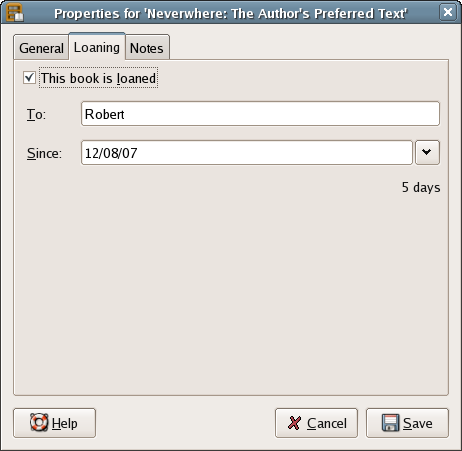 Properties for 'Neverwhere: The Author's Preferred Text'
General Loaning Notes
This book is loaned
To: Robert
Since: 12/08/07
5 days
Help Cancel Save